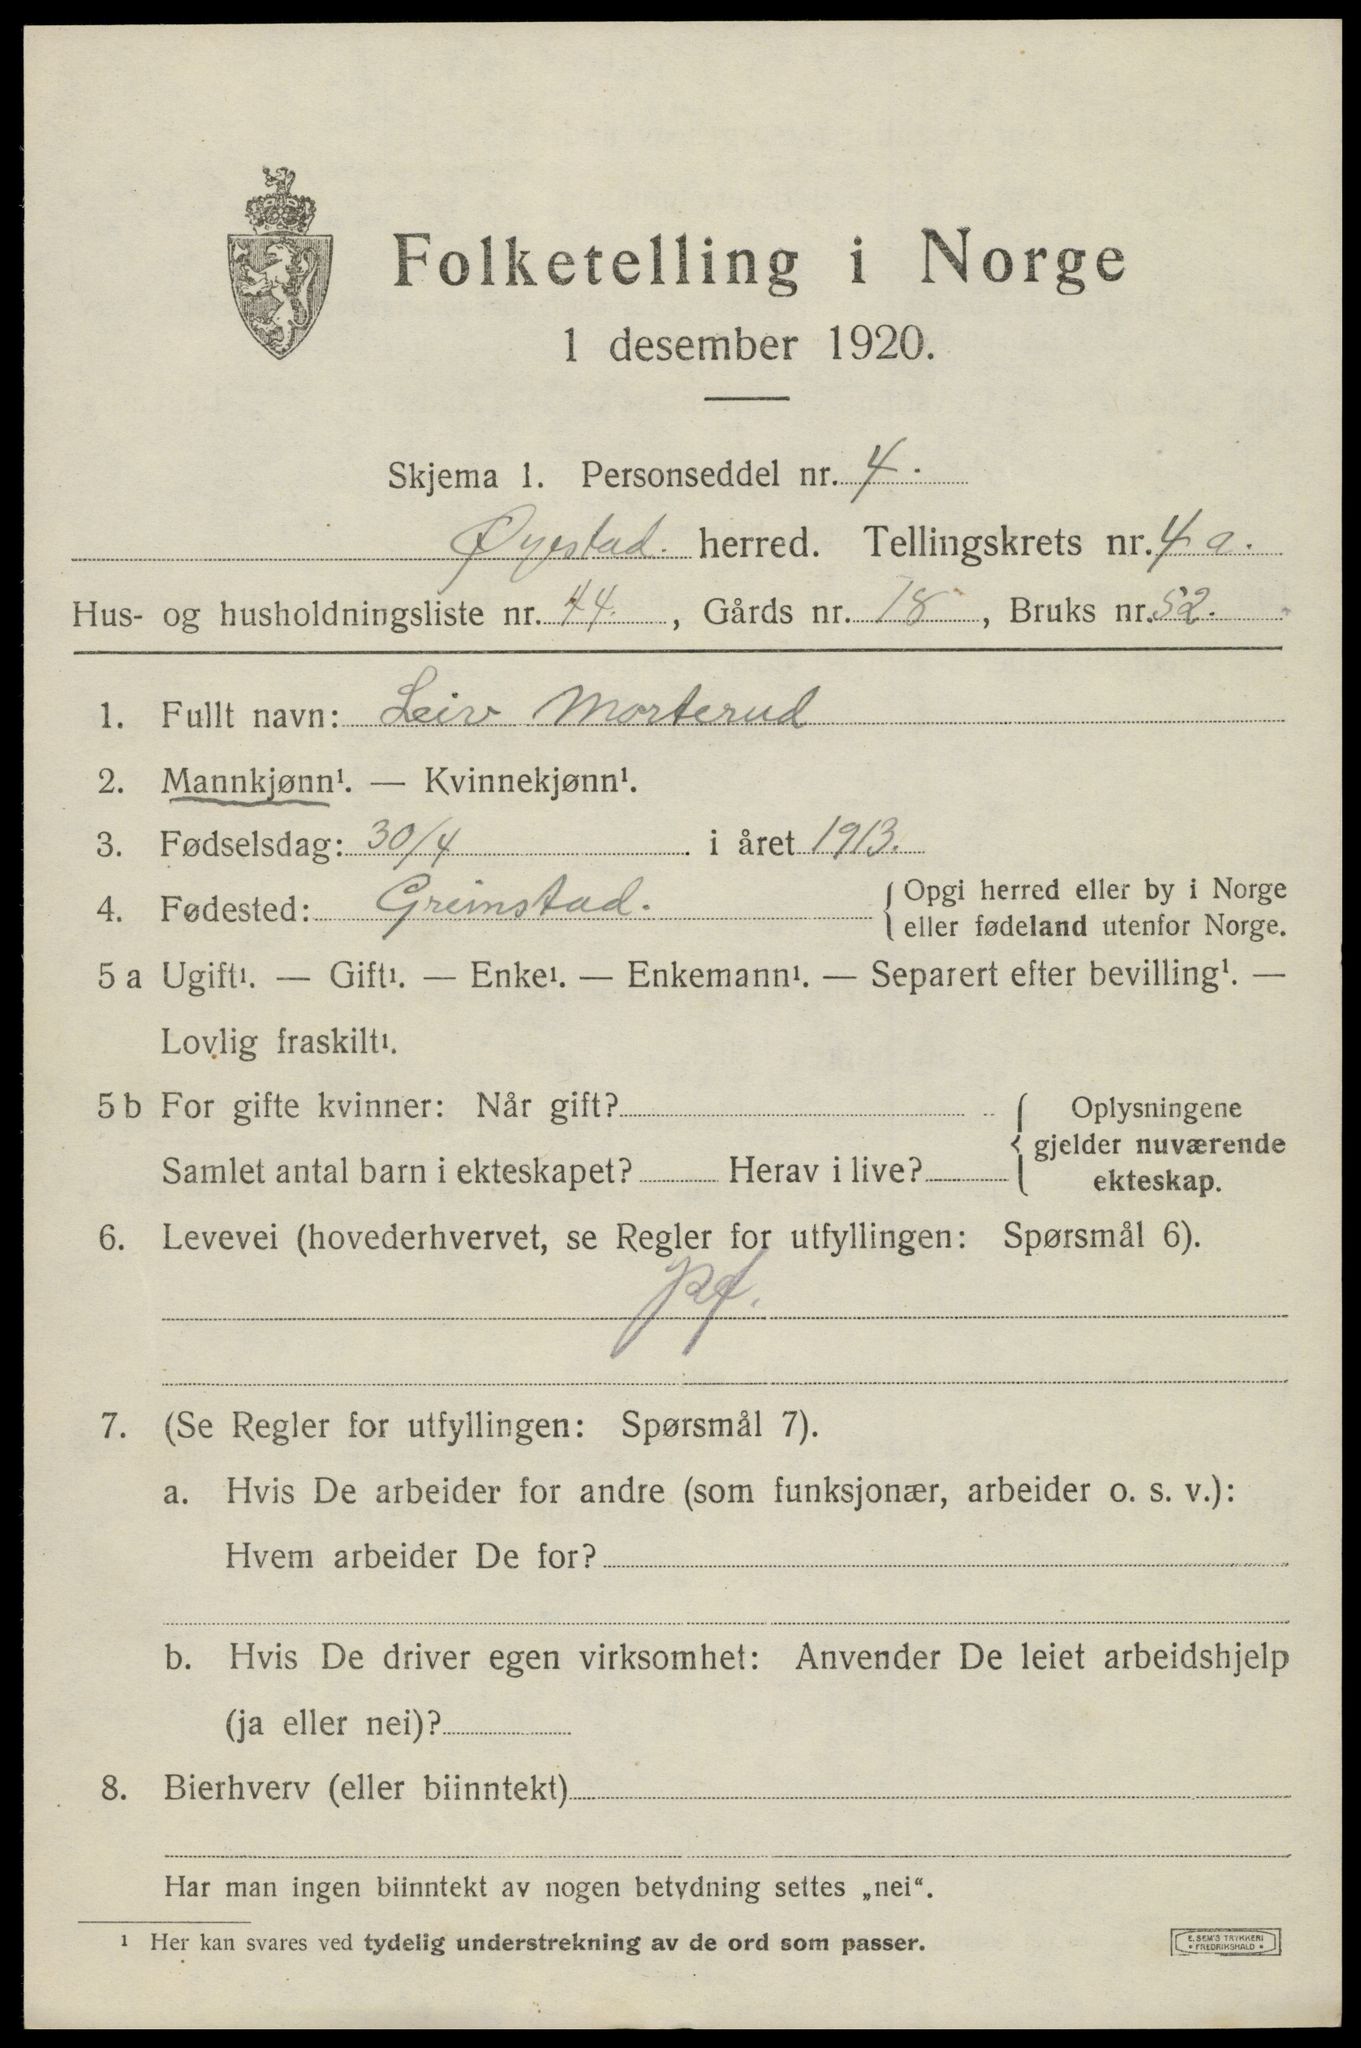 Folketelling i Norge
1 desember 1920.
Skjema 1. Personseddel nr. 4.
Øyestad. herred. Tellingskrets nr. 4 a.
Hus- og husholdningsliste nr. 44. , Gårds nr. 78 , Bruks nr. 52.
1. Fullt navn: Leiv Morterud
2. Mannkjønn¹. — Kvinnekjønn¹.
3. Fødselsdag: 30/4 i året 1913.
4. Fødested: Grimstad. { Opgi herred eller by i Norge
eller fødeland utenfor Norge.
5 a Ugift¹. — Gift¹. — Enke¹. — Enkemann¹. — Separert efter bevilling¹. —
Lovlig fraskilt¹.
5 b For gifte kvinner: Når gift?
Samlet antal barn i ekteskapet? Herav i live?
{ Oplysningene
gjelder nuværende
ekteskap.
6. Levevei (hovederhvervet, se Regler for utfyllingen: Spørsmål 6).
7. (Se Regler for utfyllingen: Spørsmål 7).
a. Hvis De arbeider for andre (som funksjonær, arbeider o. s. v.):
Hvem arbeider De for?
b. Hvis De driver egen virksomhet: Anvender De leiet arbeidshjelp
(ja eller nei)?
8. Bierhverv (eller biinntekt)
Har man ingen biinntekt av nogen betydning settes „nei“.
¹ Her kan svares ved tydelig understrekning av de ord som passer.
E. SEM'S TRYKKERI
• FREDRIKSHALD •